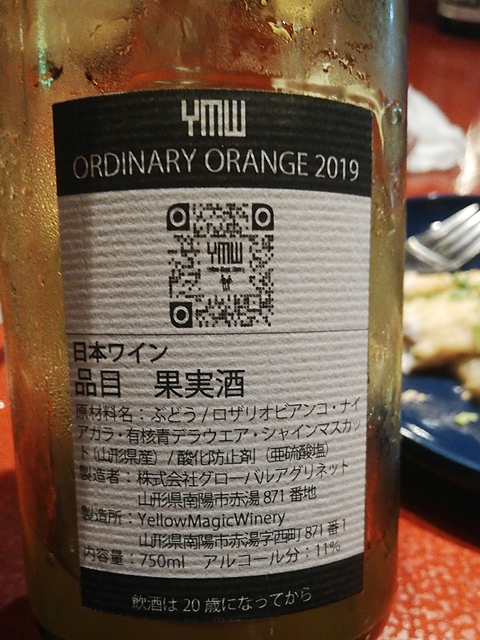 YMW
ORDINARY ORANGE 2019
YMW
日本ワイン
品目　果実酒
原材料名：ぶどう/ロザリオビアンコ・ナイ
アガラ・有核青デラウエア・シャインマスカッ
ト（山形県産）/酸化防止剤（亜硫酸塩）
製造者：株式会社グローバルアグリネット
山形県南陽市赤湯 871 番地
製造所：YellowMagicWinery
山形県南陽市赤湯字西町 871 番 1
内容量：750ml　アルコール分：11%
飲酒は 20 歳になってから